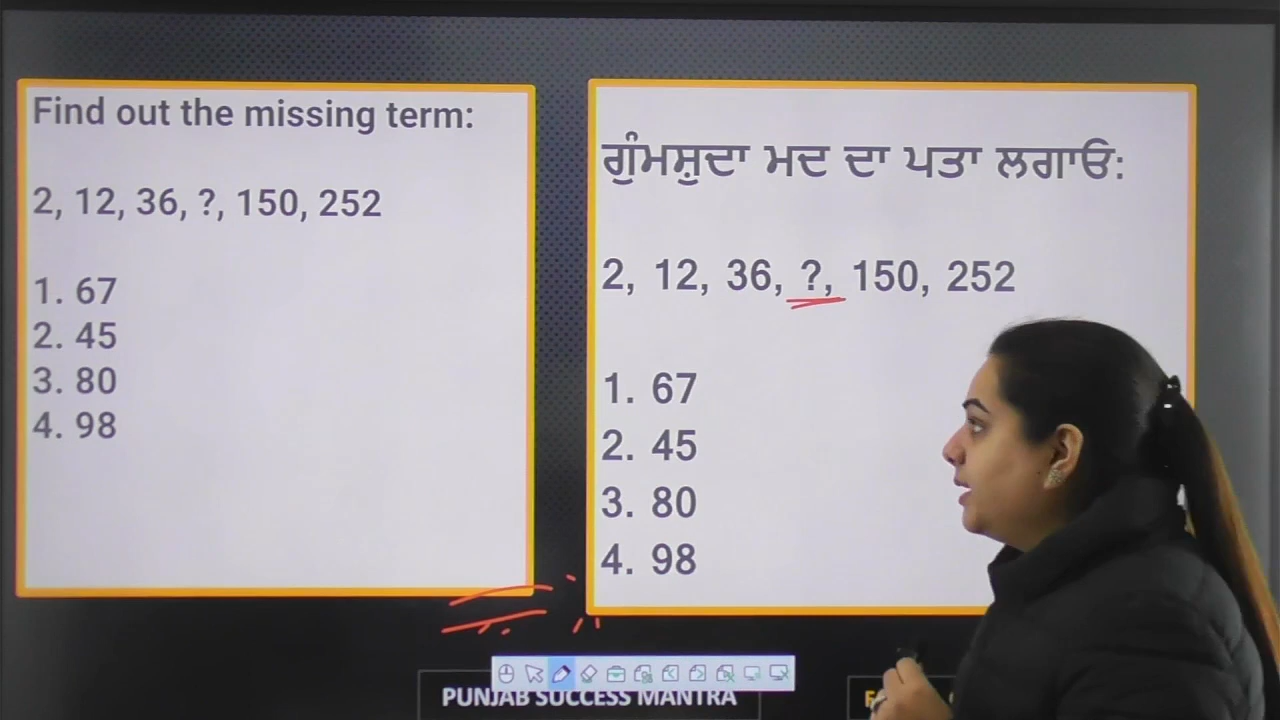 Find out the missing term:
2, 12, 36, ?, 150, 252
1. 67
2. 45
3. 80
4. 98
ਗੁੰਮਸ਼ੁਦਾ ਮਦ ਦਾ ਪਤਾ ਲਗਾਓ:
2, 12, 36, ?, 150, 252
1. 67
2. 45
3. 80
4. 98
PUNJAB SUCCESS MANTRA